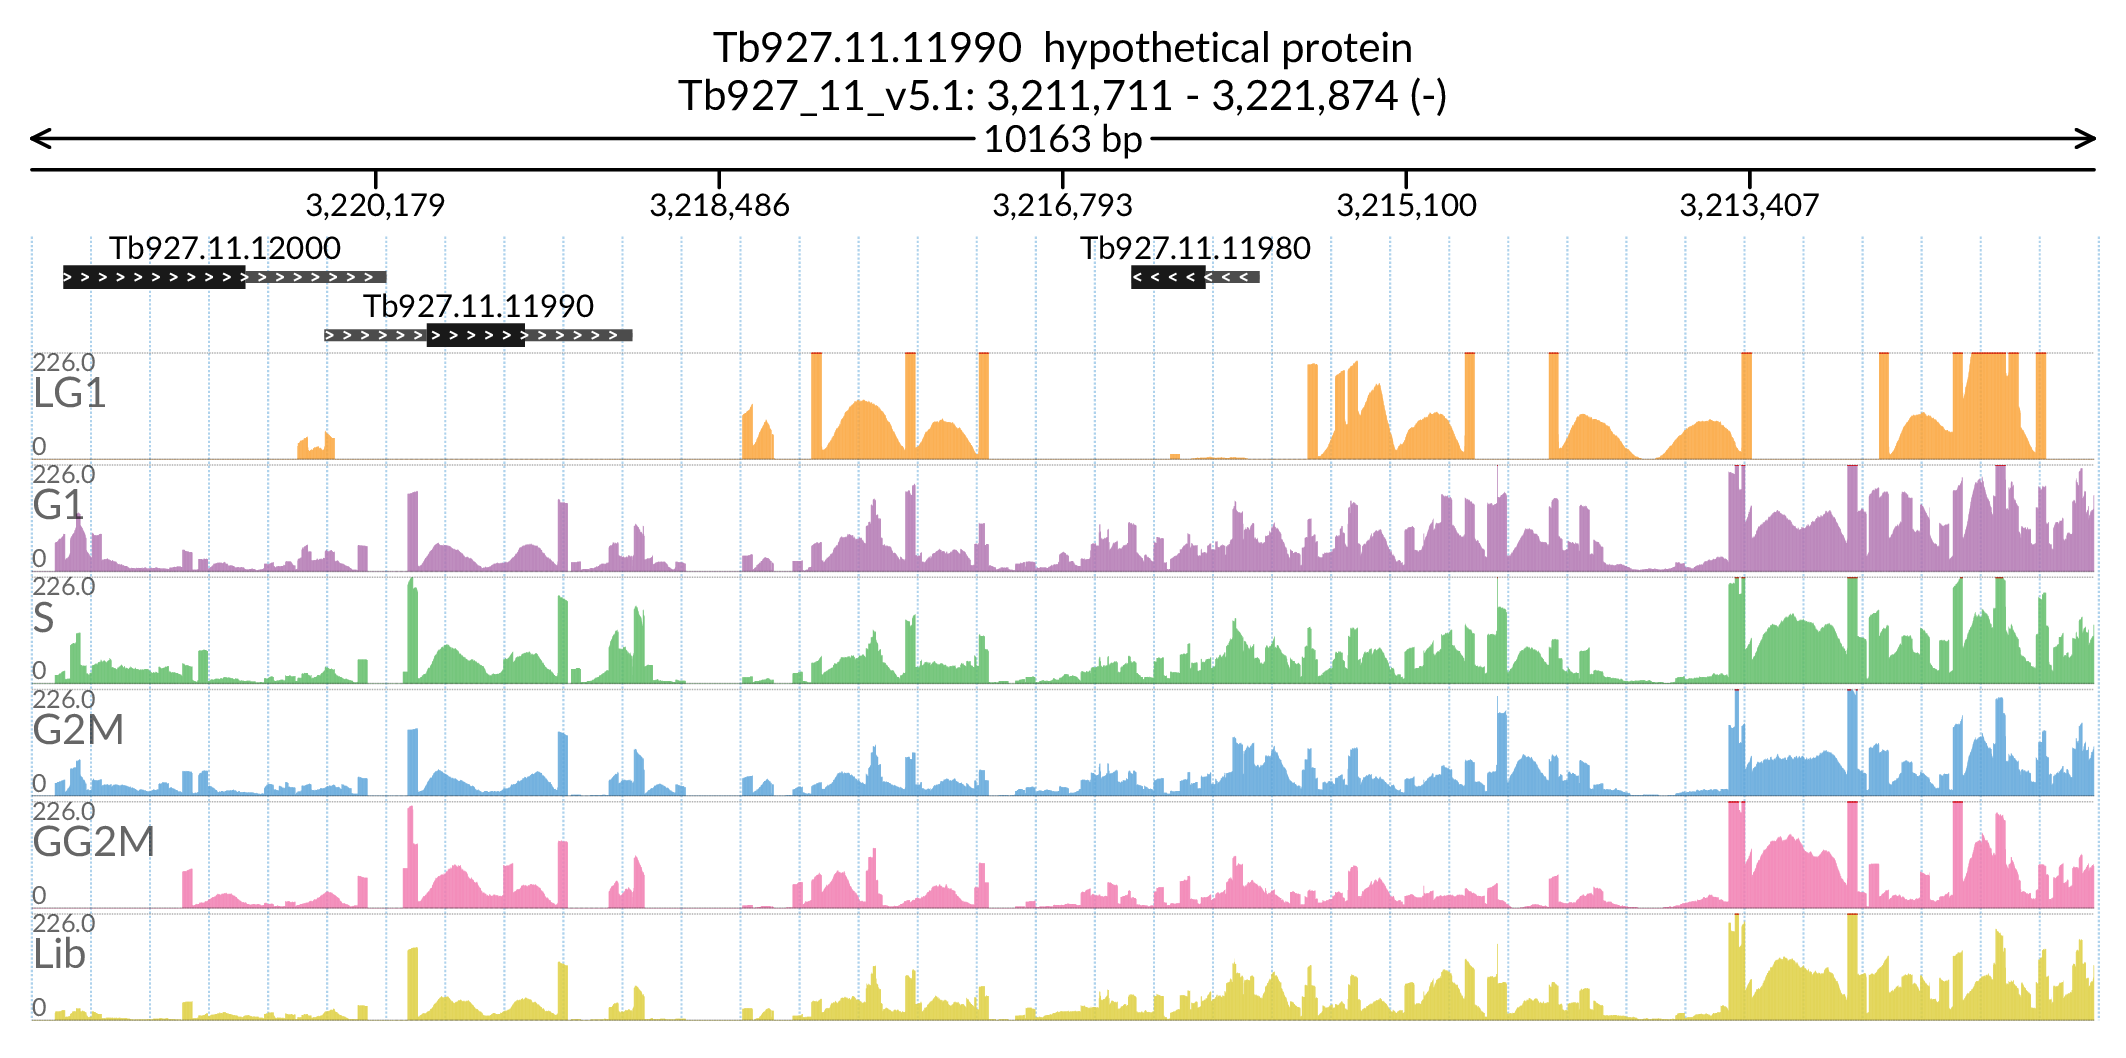 Tb927.11.11990  hypothetical protein
Tb927_11_v5.1: 3,211,711 - 3,221,874 (-)
10163 bp
3,220,179 3,218,486 3,216,793 3,215,100 3,213,407
Tb927.11.12000 Tb927.11.11980
Tb927.11.11990
226.0
LG1
0
226.0
G1
0
226.0
S
0
226.0
G2M
0
226.0
GG2M
0
226.0
Lib
0